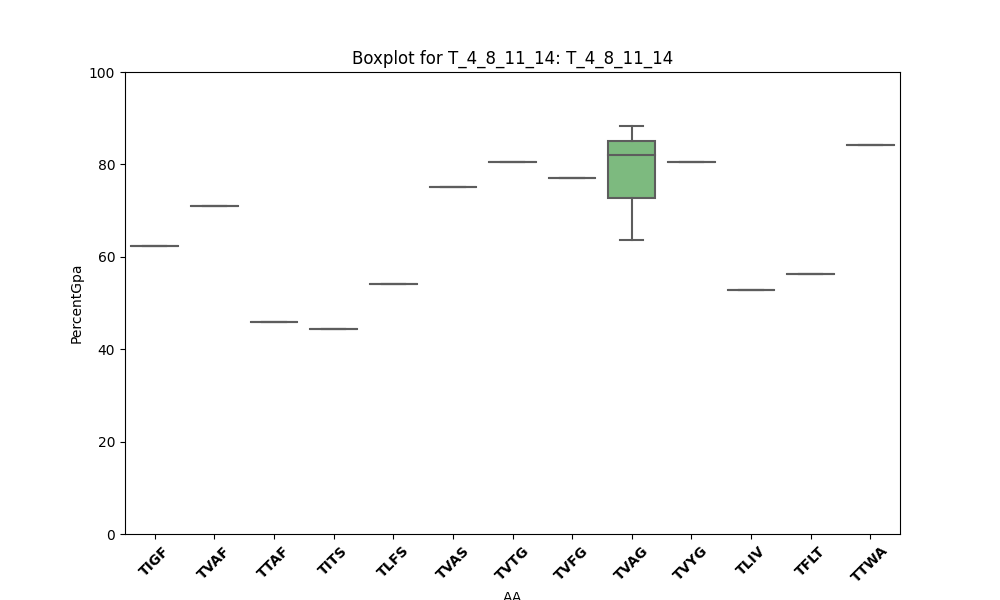 Boxplot for T_4_8_11_14: T_4_8_11_14
100
80
60
40
20
0
PercentGpa
TIGF
TVAF
TTAF
TITS
TLFS
TVAS
TVTG
TVFG
TVAG
TVYG
TLIV
TFLT
TTWA
AA